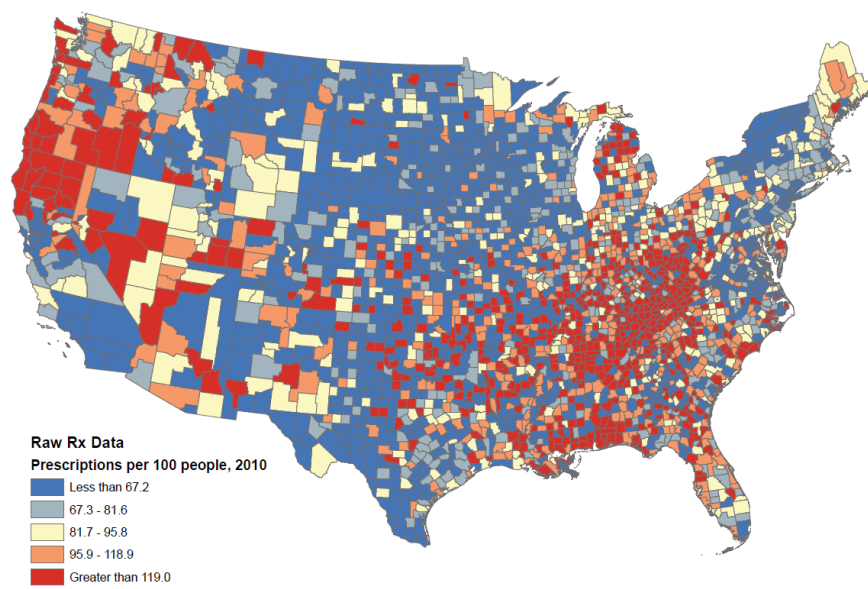 Raw Rx Data
Prescriptions per 100 people, 2010
Less than 67.2
67.3 - 81.6
81.7 - 95.8
95.9 - 118.9
Greater than 119.0